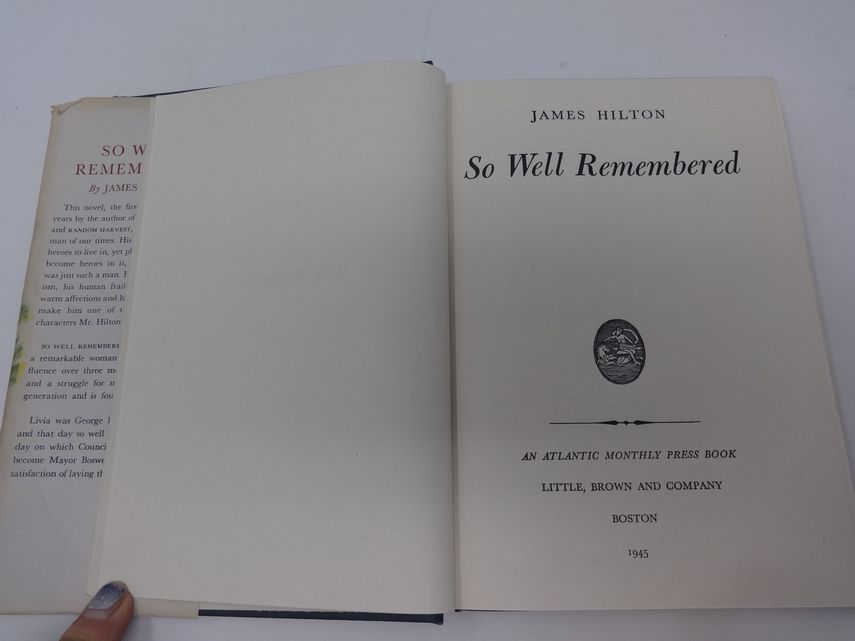 SO W
REMEM
By JAMES
This novel, the firs
years by the author of
and RANDOM HARVEST,
man of our times. His
heroes to live in, yet pl
become heroes in it,
was just such a man. H
ism, his human frail
warm affections and h
make him one of t
characters Mr. Hilton
SO WELL REMEMBERE
a remarkable woman
fluence over three m
and a struggle for n
generation and is fou
Livia was George
and that day so well
day on which Counci
become Mayor Boswe
satisfaction of laying th
JAMES HILTON
So Well Remembered
AN ATLANTIC MONTHLY PRESS BOOK
LITTLE, BROWN AND COMPANY
BOSTON
1945